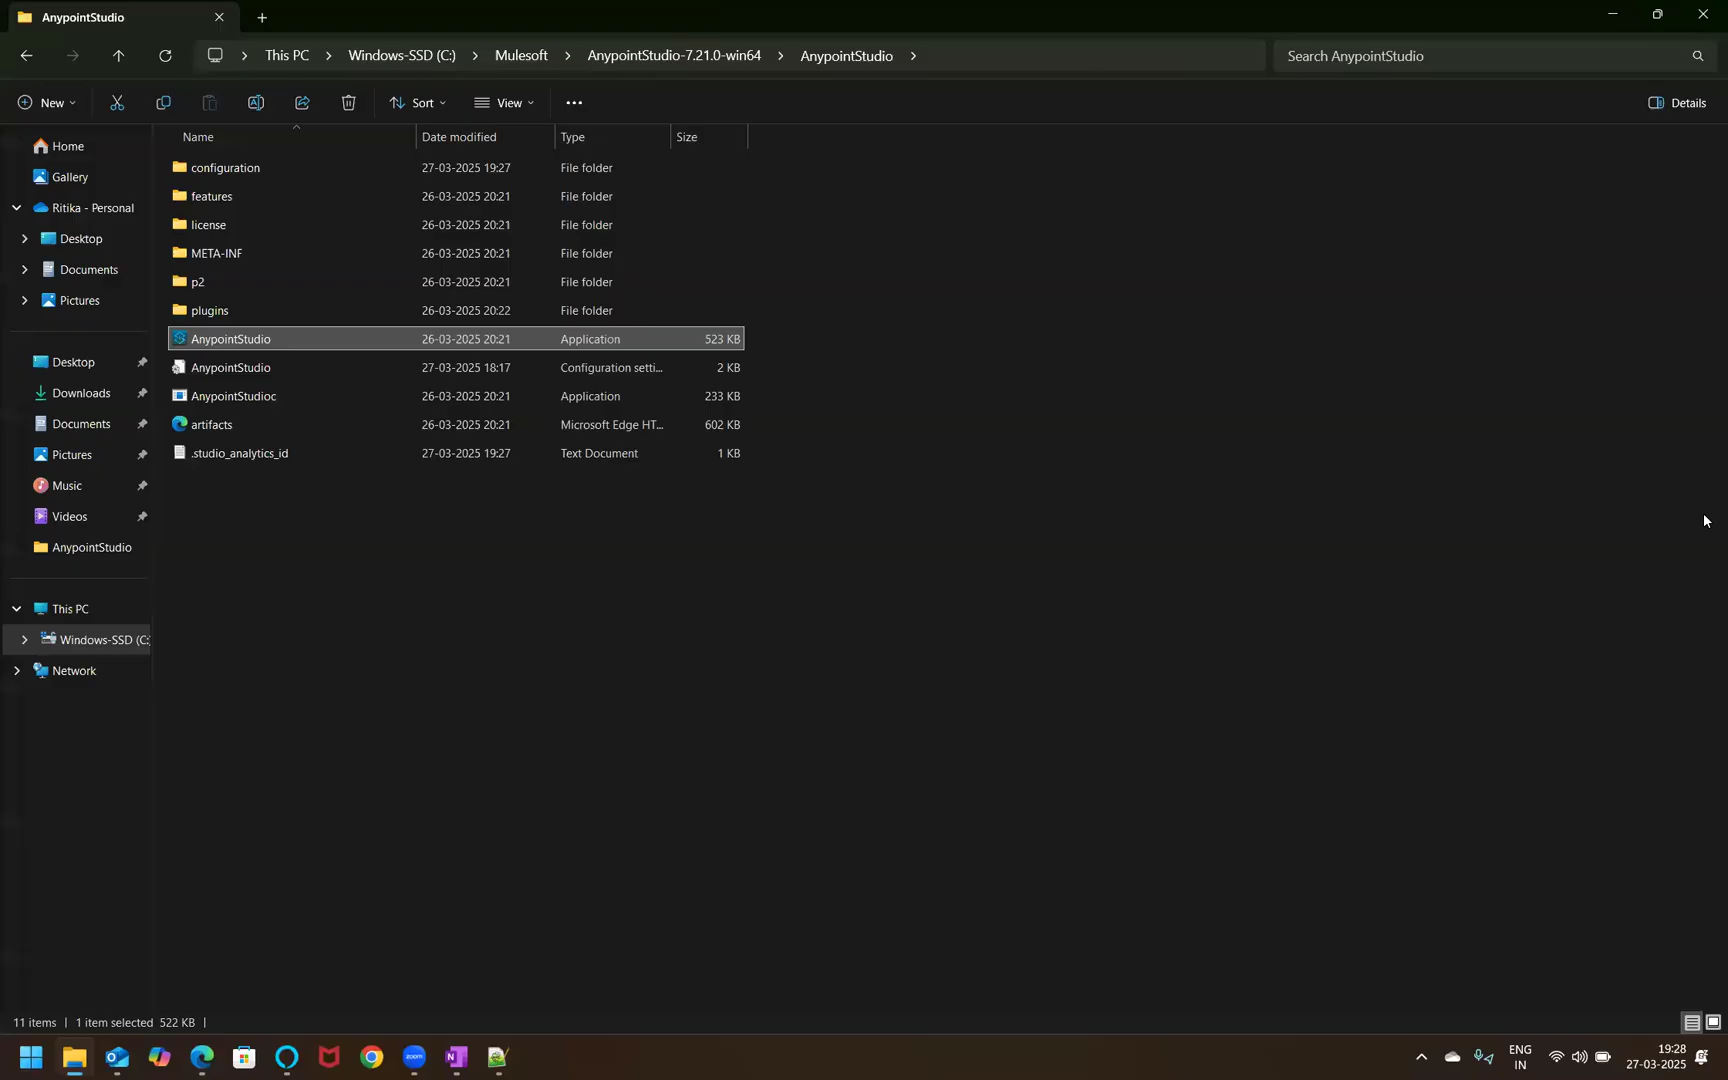 AnypointStudio
This PC Windows-SSD (C:) Mulesoft AnypointStudio-7.21.0-win64 AnypointStudio
Search AnypointStudio
New Sort View Details
Name Date modified Type Size
Home
Gallery
Ritika - Personal
Desktop
Documents
Pictures
Desktop
Downloads
Documents
Pictures
Music
Videos
AnypointStudio
This PC
Windows-SSD (C:
Network
configuration 27-03-2025 19:27 File folder
features 26-03-2025 20:21 File folder
license 26-03-2025 20:21 File folder
META-INF 26-03-2025 20:21 File folder
p2 26-03-2025 20:21 File folder
plugins 26-03-2025 20:22 File folder
AnypointStudio 26-03-2025 20:21 Application 523 KB
AnypointStudio 27-03-2025 18:17 Configuration setti... 2 KB
AnypointStudioc 26-03-2025 20:21 Application 233 KB
artifacts 26-03-2025 20:21 Microsoft Edge HT... 602 KB
.studio_analytics_id 27-03-2025 19:27 Text Document 1 KB
11 items 1 item selected 522 KB
zoom
ENG
IN
19:28
27-03-2025